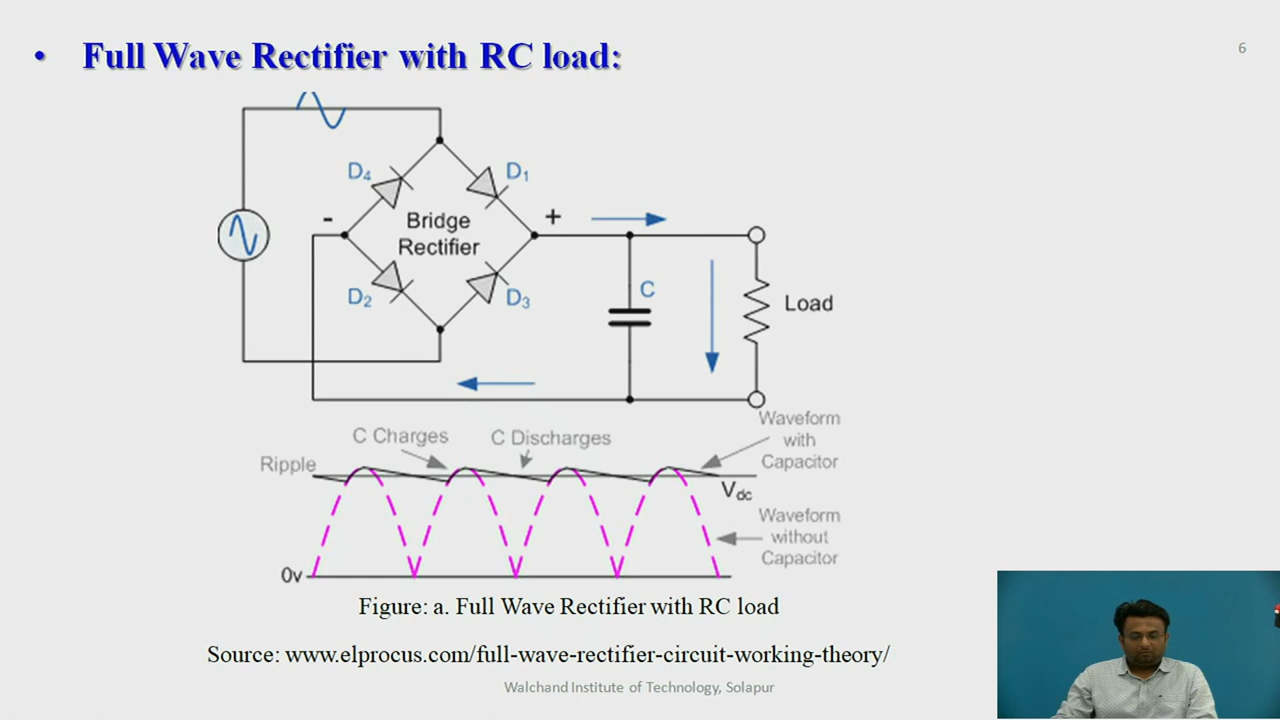 • Full Wave Rectifier with RC load:
6
D4
D1
-
+
Bridge
Rectifier
D2
D3
C
Load
C Charges
C Discharges
Waveform
with
Capacitor
Ripple
Vdc
Waveform
without
Capacitor
0v
Figure: a. Full Wave Rectifier with RC load
Source: www.elprocus.com/full-wave-rectifier-circuit-working-theory/
Walchand Institute of Technology, Solapur